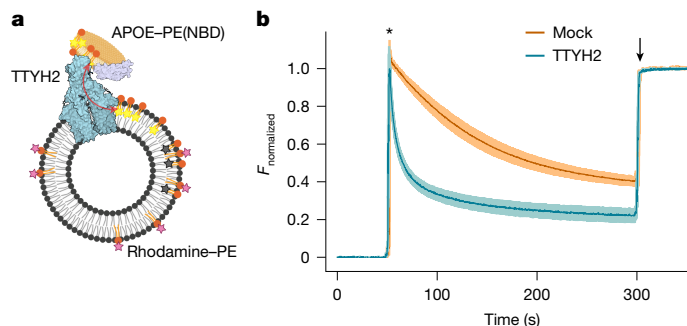 a
APOE–PE(NBD)
TTYH2
Rhodamine–PE
b
*
Mock
TTYH2
F normalized
1.0
0.8
0.6
0.4
0.2
0
0
100
200
300
Time (s)